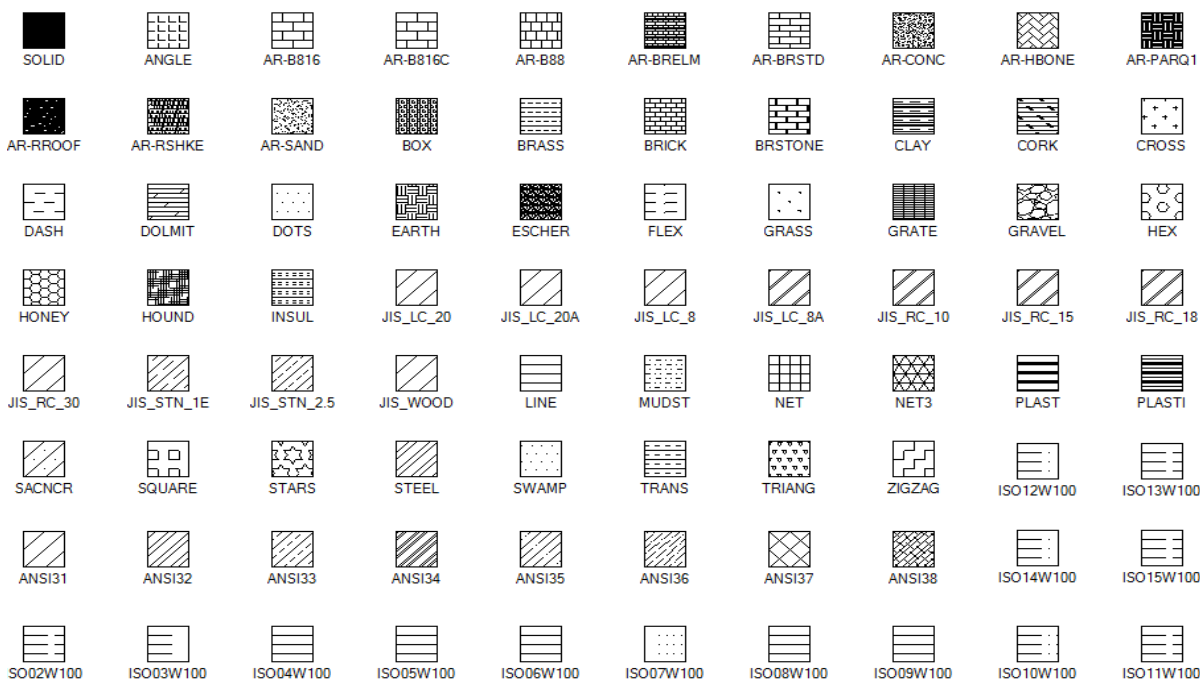 SOLID ANGLE AR-B816 AR-B816C AR-B88 AR-BRELM AR-BRSTD AR-CONC AR-HBONE AR-PARQ1
AR-RROOF AR-RSHKE AR-SAND BOX BRASS BRICK BRSTONE CLAY CORK CROSS
DASH DOLMIT DOTS EARTH ESCHER FLEX GRASS GRATE GRAVEL HEX
HONEY HOUND INSUL JIS_LC_20 JIS_LC_20A JIS_LC_8 JIS_LC_8A JIS_RC_10 JIS_RC_15 JIS_RC_18
JIS_RC_30 JIS_STN_1E JIS_STN_2.5 JIS_WOOD LINE MUDST NET NET3 PLAST PLASTI
SACNCR SQUARE STARS STEEL SWAMP TRANS TRIANG ZIGZAG ISO12W100 ISO13W100
ANSI31 ANSI32 ANSI33 ANSI34 ANSI35 ANSI36 ANSI37 ANSI38 ISO14W100 ISO15W100
SO02W100 ISO03W100 ISO04W100 ISO05W100 ISO06W100 ISO07W100 ISO08W100 ISO09W100 ISO10W100 ISO11W100